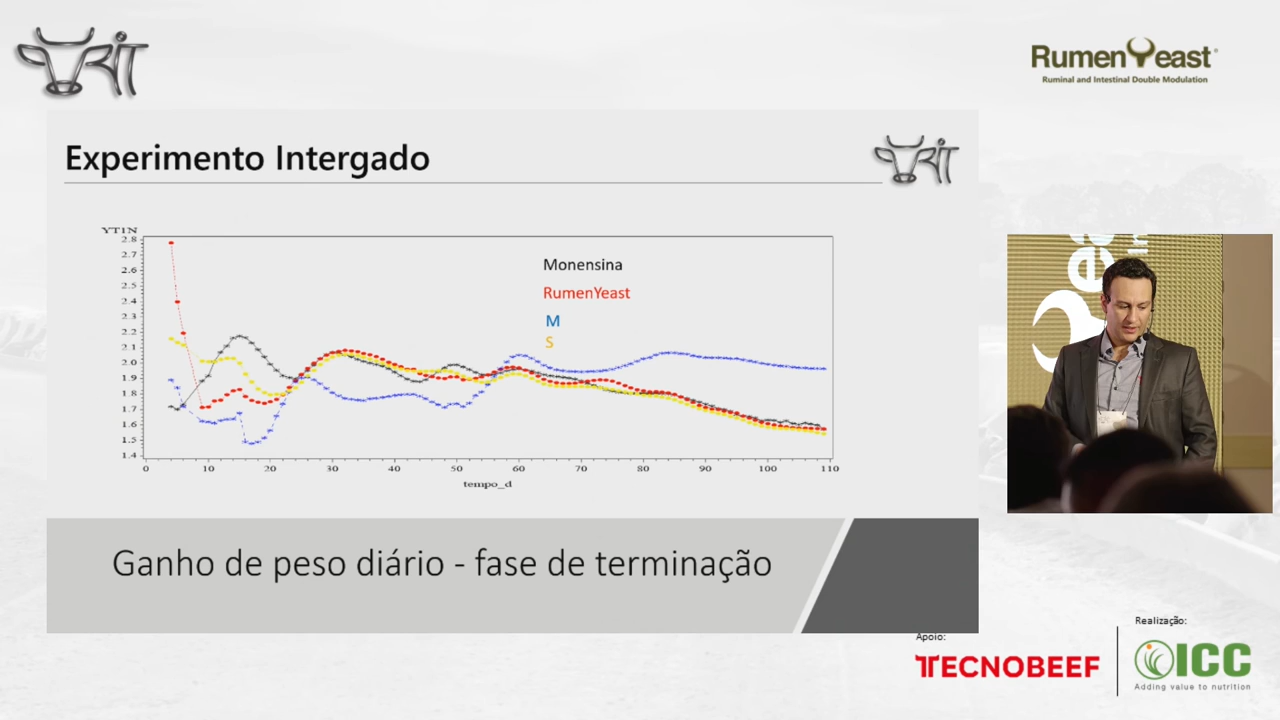 RumenYeast
Ruminal and Intestinal Double Modulation
Experimento Intergado
YT1N
2.8
2.7
2.6
2.5
2.4
2.3
2.2
2.1
2.0
1.9
1.8
1.7
1.6
1.5
1.4
0 10 20 30 40 50 60 70 80 90 100 110
tempo_d
Monensina
RumenYeast
M
S
Ganho de peso diário - fase de terminação
Apoio:
TECNOBEEF
Realização:
ICC
Adding value to nutrition